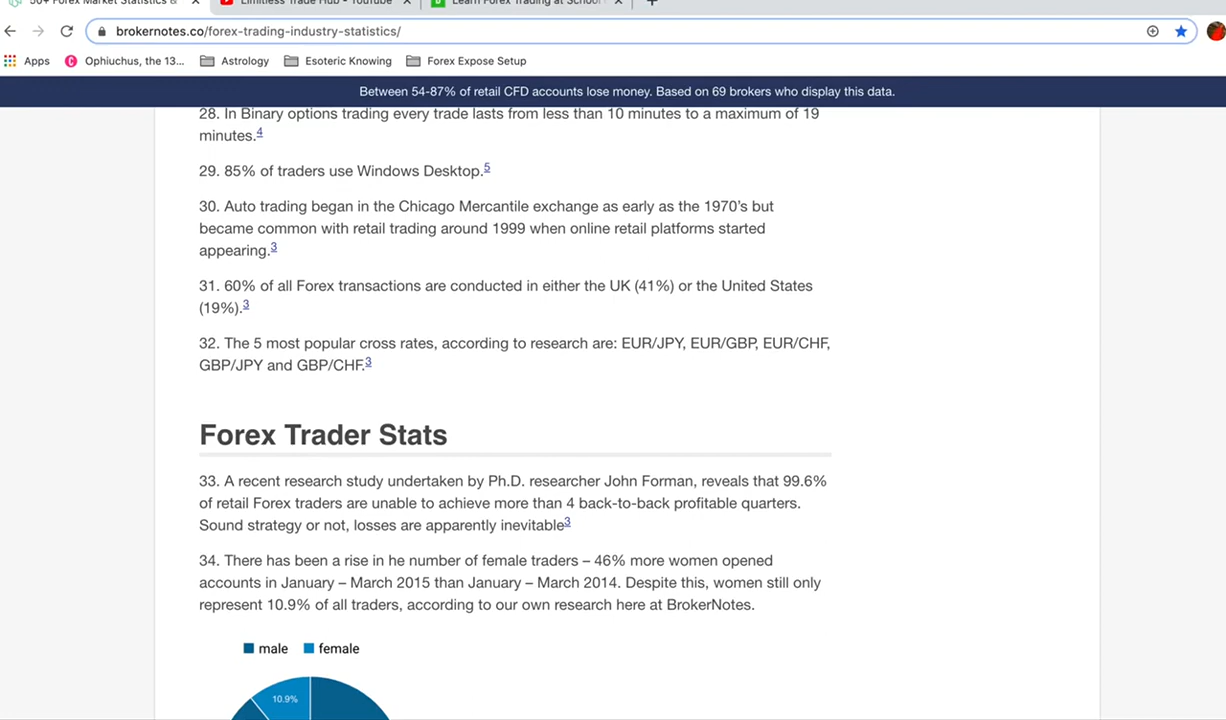 50+ Forex Market Statistics &
Limitless Trade Hub - YouTube
Learn Forex Trading at School
brokernotes.co/forex-trading-industry-statistics/
Apps
Ophiuchus, the 13...
Astrology
Esoteric Knowing
Forex Expose Setup
Between 54-87% of retail CFD accounts lose money. Based on 69 brokers who display this data.
28. In Binary options trading every trade lasts from less than 10 minutes to a maximum of 19
minutes.4
29. 85% of traders use Windows Desktop.5
30. Auto trading began in the Chicago Mercantile exchange as early as the 1970's but
became common with retail trading around 1999 when online retail platforms started
appearing.3
31. 60% of all Forex transactions are conducted in either the UK (41%) or the United States
(19%).3
32. The 5 most popular cross rates, according to research are: EUR/JPY, EUR/GBP, EUR/CHF,
GBP/JPY and GBP/CHF.3
Forex Trader Stats
33. A recent research study undertaken by Ph.D. researcher John Forman, reveals that 99.6%
of retail Forex traders are unable to achieve more than 4 back-to-back profitable quarters.
Sound strategy or not, losses are apparently inevitable3
34. There has been a rise in he number of female traders – 46% more women opened
accounts in January – March 2015 than January – March 2014. Despite this, women still only
represent 10.9% of all traders, according to our own research here at BrokerNotes.
male
female
10.9%